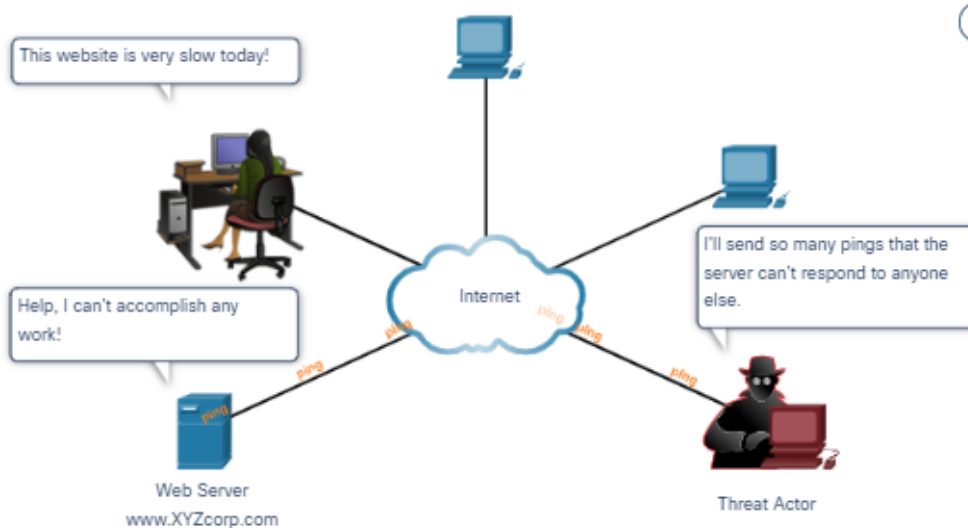 This website is very slow today!
I'll send so many pings that the
server can't respond to anyone
else.
Internet
Help, I can't accomplish any
work!
ping
ping
ping
ping
ping
ping
Web Server
www.XYZcorp.com
Threat Actor